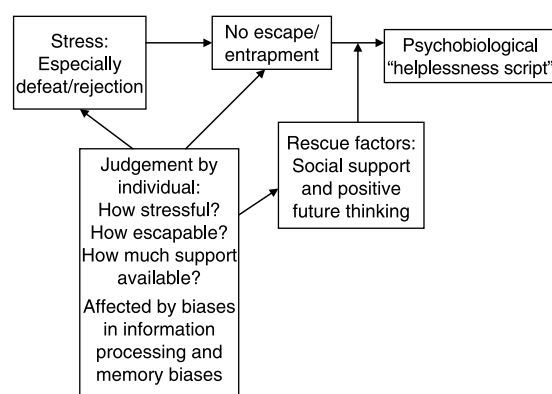 Stress:
Especially
defeat/rejection
No escape/
entrapment
Psychobiological
“helplessness script”
Rescue factors:
Social support
and positive
future thinking
Judgement by
individual:
How stressful?
How escapable?
How much support
available?
Affected by biases
in information
processing and
memory biases